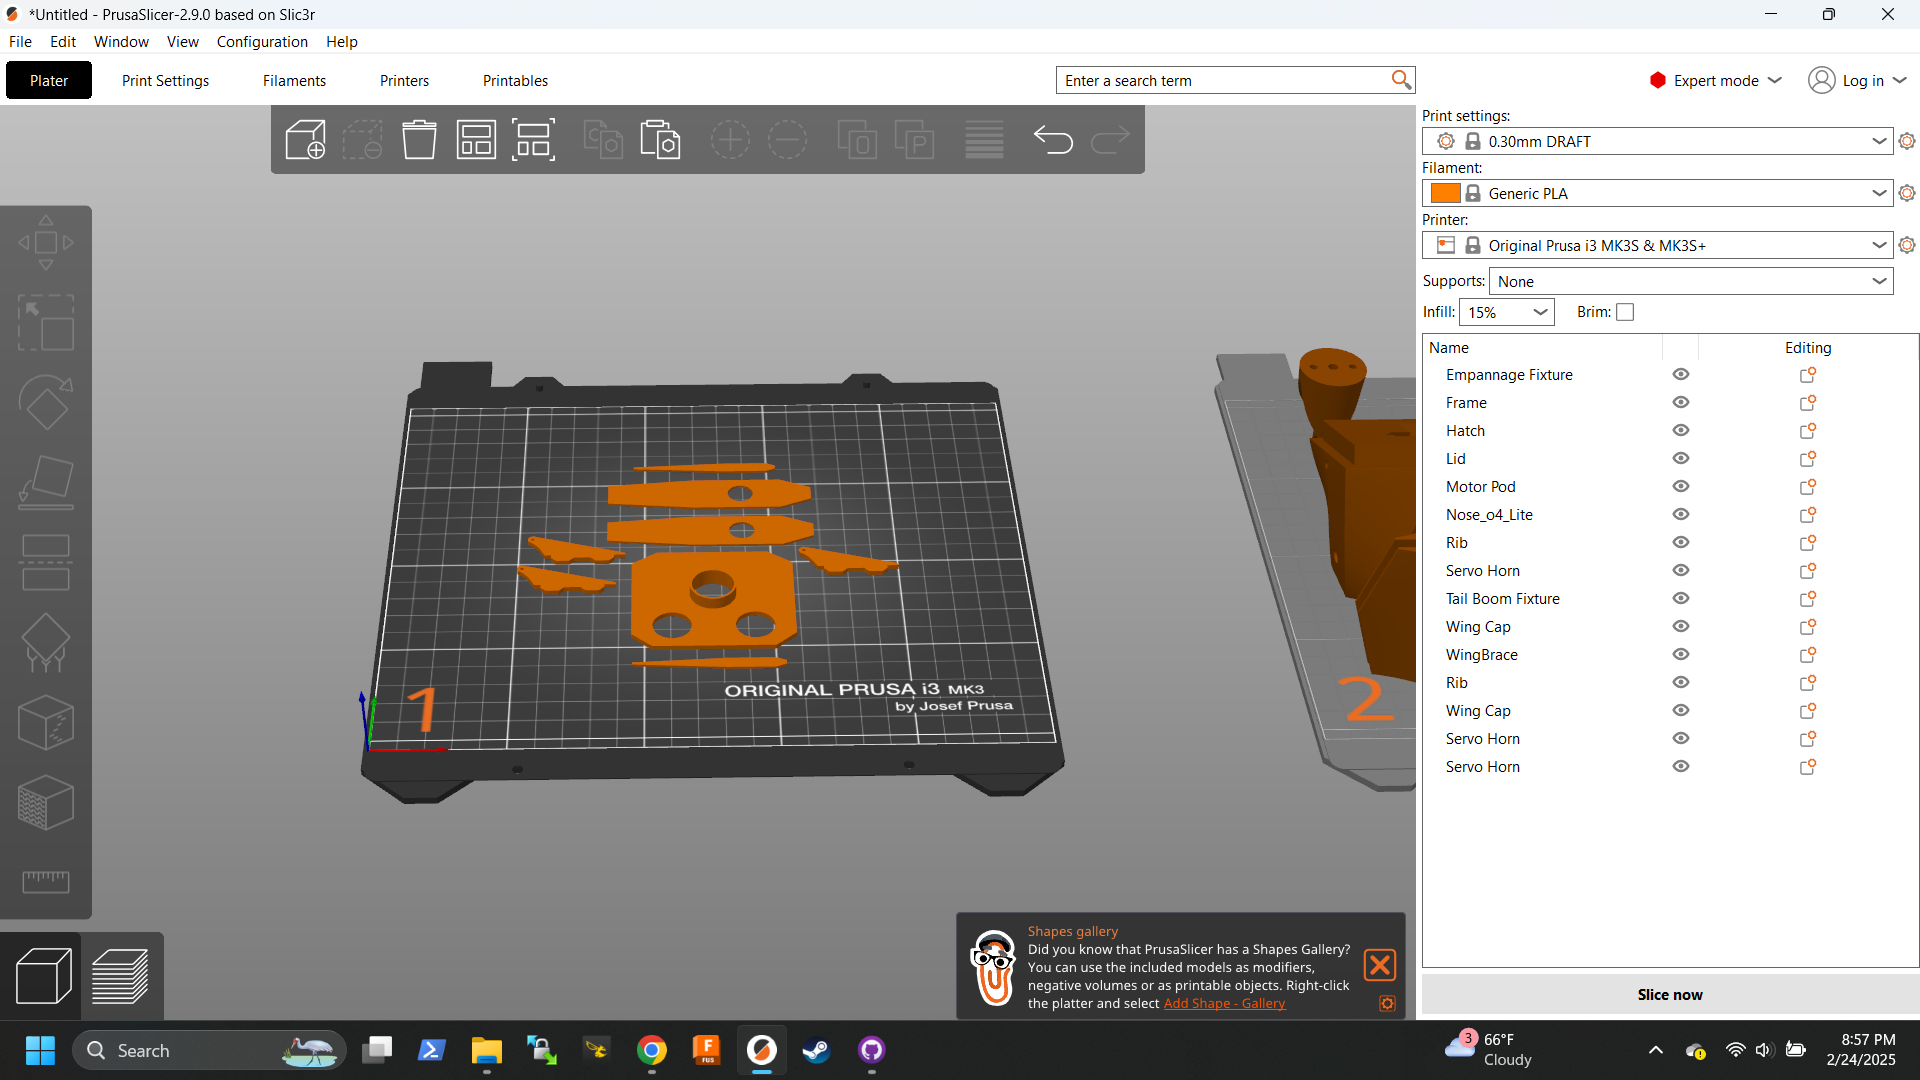 *Untitled - PrusaSlicer-2.9.0 based on Slic3r
File Edit Window View Configuration Help
Plater Print Settings Filaments Printers Printables
Enter a search term
Expert mode
Log in
Print settings:
0.30mm DRAFT
Filament:
Generic PLA
Printer:
Original Prusa i3 MK3S & MK3S+
Supports: None
Infill: 15% Brim:
Name Editing
Empannage Fixture
Frame
Hatch
Lid
Motor Pod
Nose_o4_Lite
Rib
Servo Horn
Tail Boom Fixture
Wing Cap
WingBrace
Rib
Wing Cap
Servo Horn
Servo Horn
ORIGINAL PRUSA i3 MK3
by Josef Prusa
1
2
Shapes gallery
Did you know that PrusaSlicer has a Shapes Gallery?
You can use the included models as modifiers,
negative volumes or as printable objects. Right-click
the platter and select Add Shape - Gallery
Slice now
Search
FUS
3
66°F
Cloudy
8:57 PM
2/24/2025